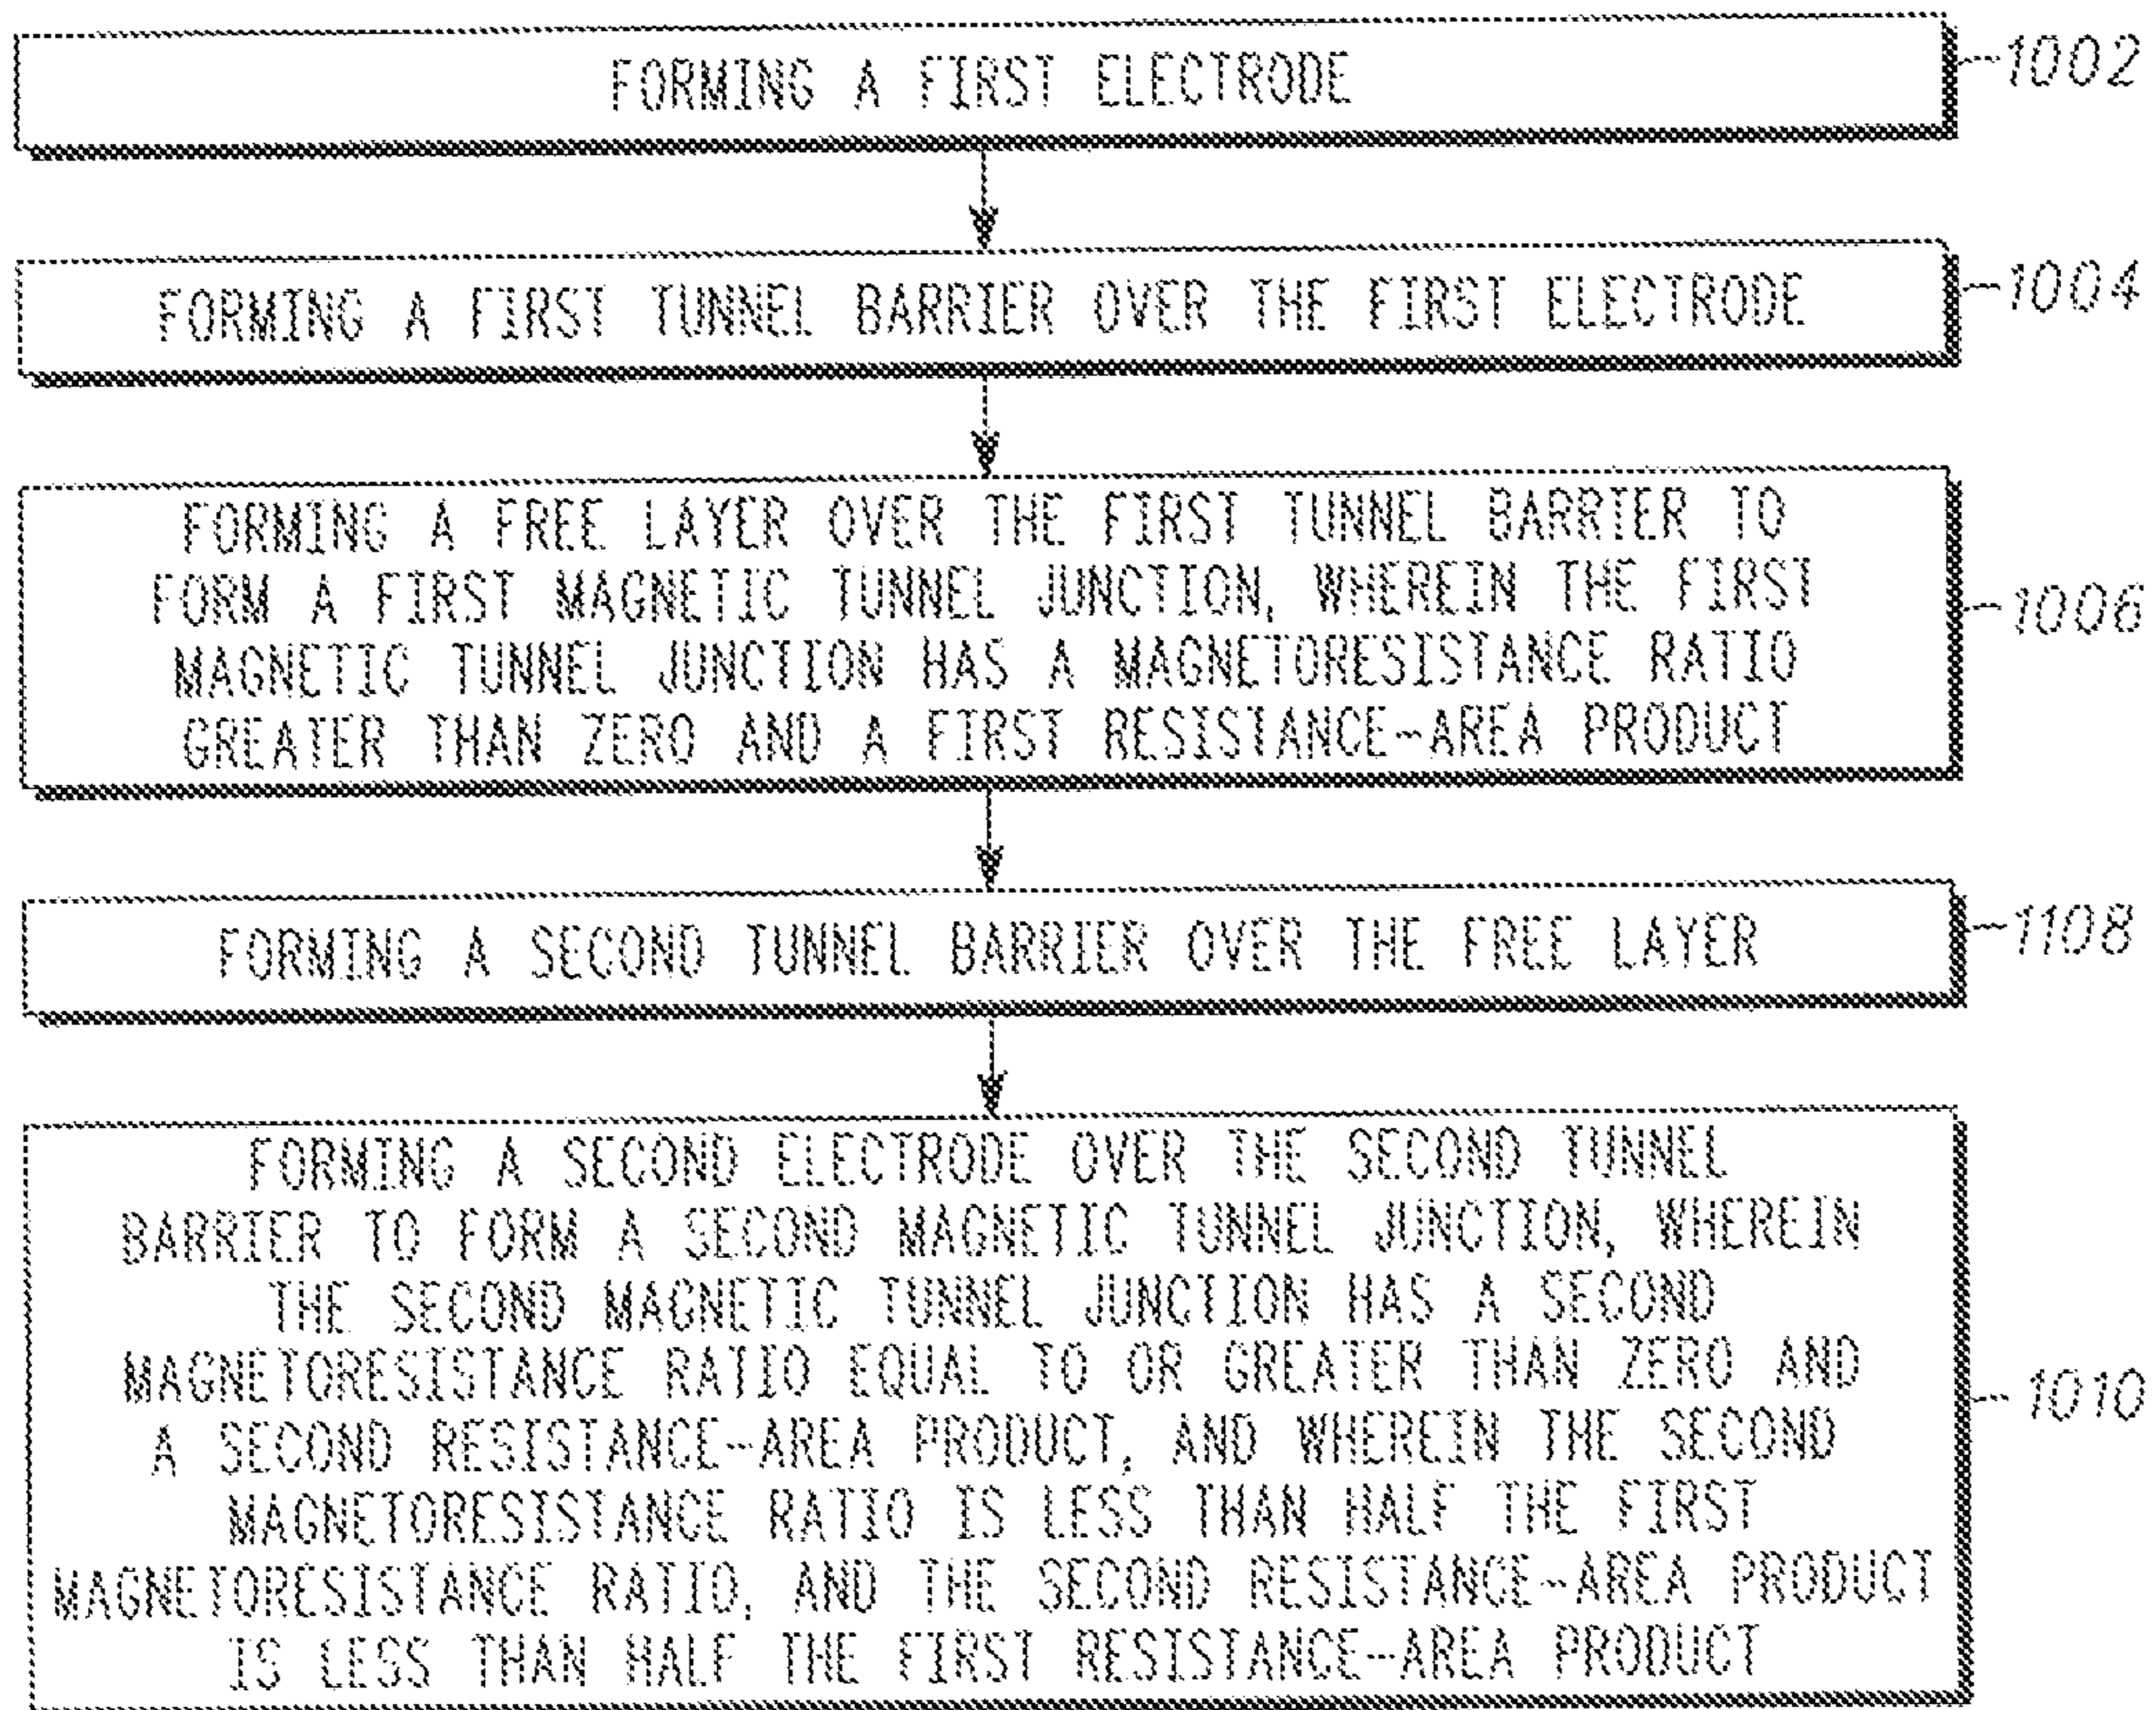 FORMING A FIRST ELECTRODE
1002
FORMING A FIRST TUNNEL BARRIER OVER THE FIRST ELECTRODE
1004
FORMING A FREE LAYER OVER THE FIRST TUNNEL BARRIER TO
FORM A FIRST MAGNETIC TUNNEL JUNCTION, WHEREIN THE FIRST
MAGNETIC TUNNEL JUNCTION HAS A MAGNETORESISTANCE RATIO
GREATER THAN ZERO AND A FIRST RESISTANCE-AREA PRODUCT
1006
FORMING A SECOND TUNNEL BARRIER OVER THE FREE LAYER
1108
FORMING A SECOND ELECTRODE OVER THE SECOND TUNNEL
BARRIER TO FORM A SECOND MAGNETIC TUNNEL JUNCTION, WHEREIN
THE SECOND MAGNETIC TUNNEL JUNCTION HAS A SECOND
MAGNETORESISTANCE RATIO EQUAL TO OR GREATER THAN ZERO AND
A SECOND RESISTANCE-AREA PRODUCT, AND WHEREIN THE SECOND
MAGNETORESISTANCE RATIO IS LESS THAN HALF THE FIRST
MAGNETORESISTANCE RATIO, AND THE SECOND RESISTANCE-AREA PRODUCT
IS LESS THAN HALF THE FIRST RESISTANCE-AREA PRODUCT
1010